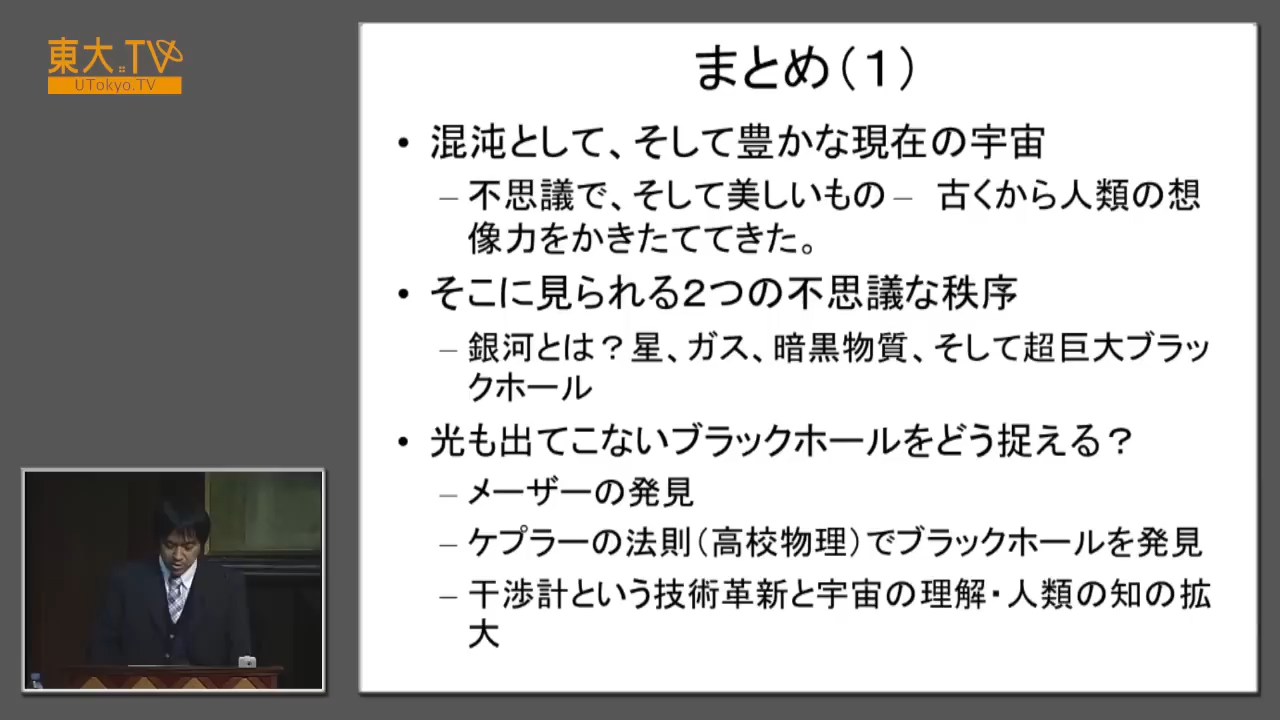 東大.TV
UTokyo.TV
まとめ（１）
• 混沌として、そして豊かな現在の宇宙
– 不思議で、そして美しいもの – 古くから人類の想
像力をかきたててきた。
• そこに見られる２つの不思議な秩序
– 銀河とは？星、ガス、暗黒物質、そして超巨大ブラッ
クホール
• 光も出てこないブラックホールをどう捉える？
– メーザーの発見
– ケプラーの法則（高校物理）でブラックホールを発見
– 干渉計という技術革新と宇宙の理解・人類の知の拡
大